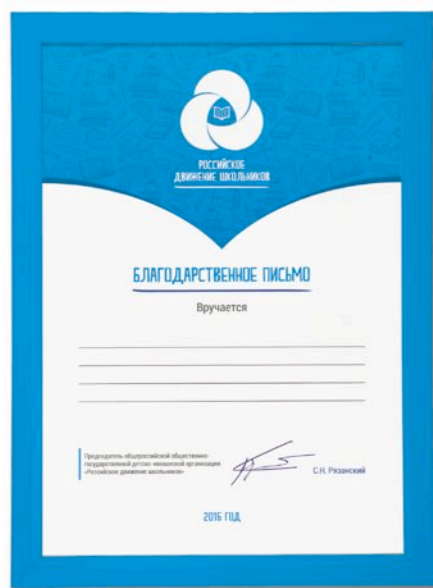 РОССИЙСКОЕ
ДВИЖЕНИЕ ШКОЛЬНИКОВ
БЛАГОДАРСТВЕННОЕ ПИСЬМО
Вручается
Председатель общероссийской общественно-
государственной детско-юношеской организации
«Российское движение школьников»
С.Н. Рязанский
2016 ГОД